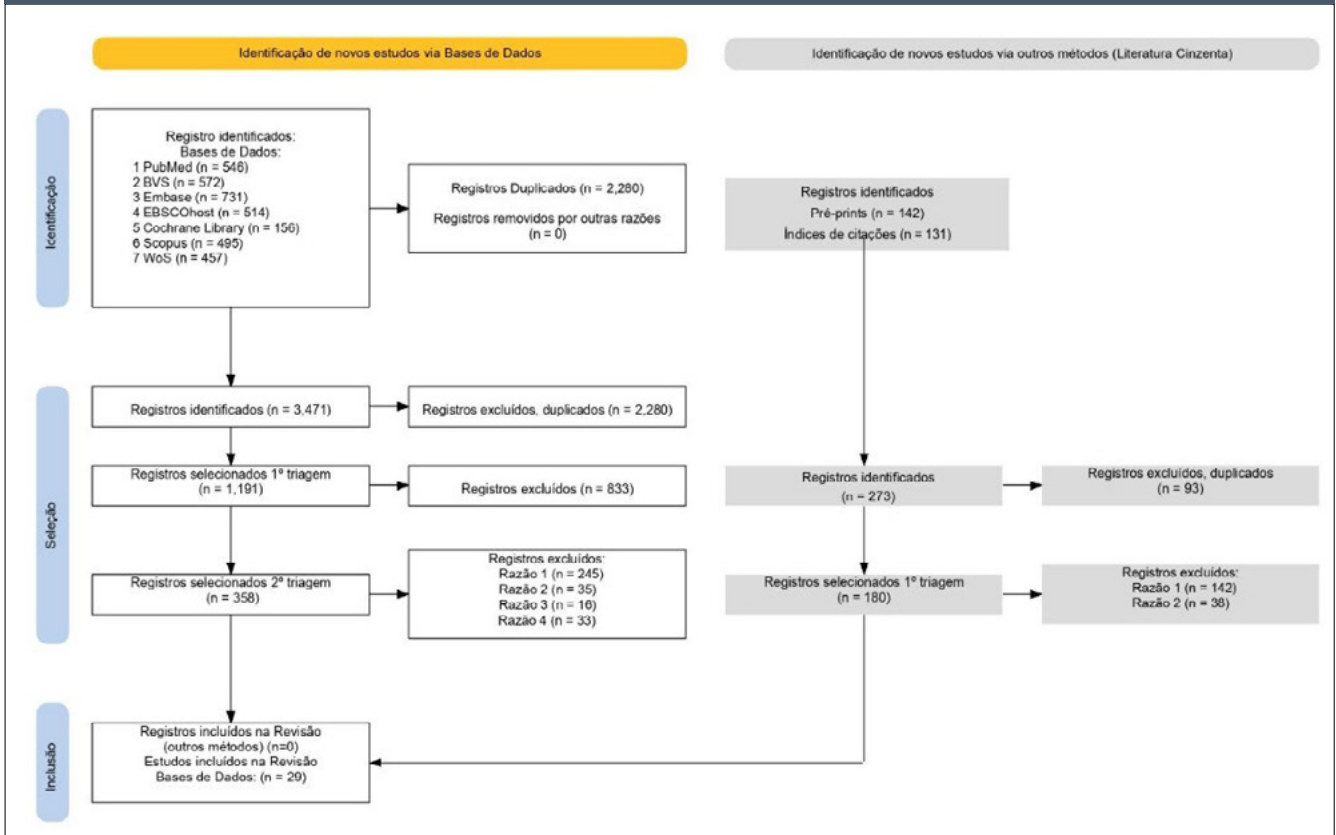 Identificação de novos estudos via Bases de Dados
Identificação de novos estudos via outros métodos (Literatura Cinzenta)
Identificação
Registro identificados:
Bases de Dados:
1 PubMed (n = 546)
2 BVS (n = 572)
3 Embase (n = 731)
4 EBSCOhost (n = 514)
5 Cochrane Library (n = 156)
6 Scopus (n = 495)
7 WoS (n = 457)
Registros Duplicados (n = 2,280)
Registros removidos por outras razões
(n = 0)
Registros identificados
Pré-prints (n = 142)
Índices de citações (n = 131)
Seleção
Registros identificados (n = 3,471)
Registros excluídos, duplicados (n = 2,280)
Registros selecionados 1º triagem
(n = 1,191)
Registros excluídos (n = 833)
Registros identificados
(n = 273)
Registros excluídos, duplicados
(n = 93)
Registros selecionados 2º triagem
(n = 358)
Registros excluídos:
Razão 1 (n = 245)
Razão 2 (n = 35)
Razão 3 (n = 16)
Razão 4 (n = 33)
Registros selecionados 1º triagem
(n = 180)
Registros excluídos:
Razão 1 (n = 142)
Razão 2 (n = 38)
Inclusão
Registros incluídos na Revisão
(outros métodos) (n=0)
Estudos incluídos na Revisão
Bases de Dados: (n = 29)